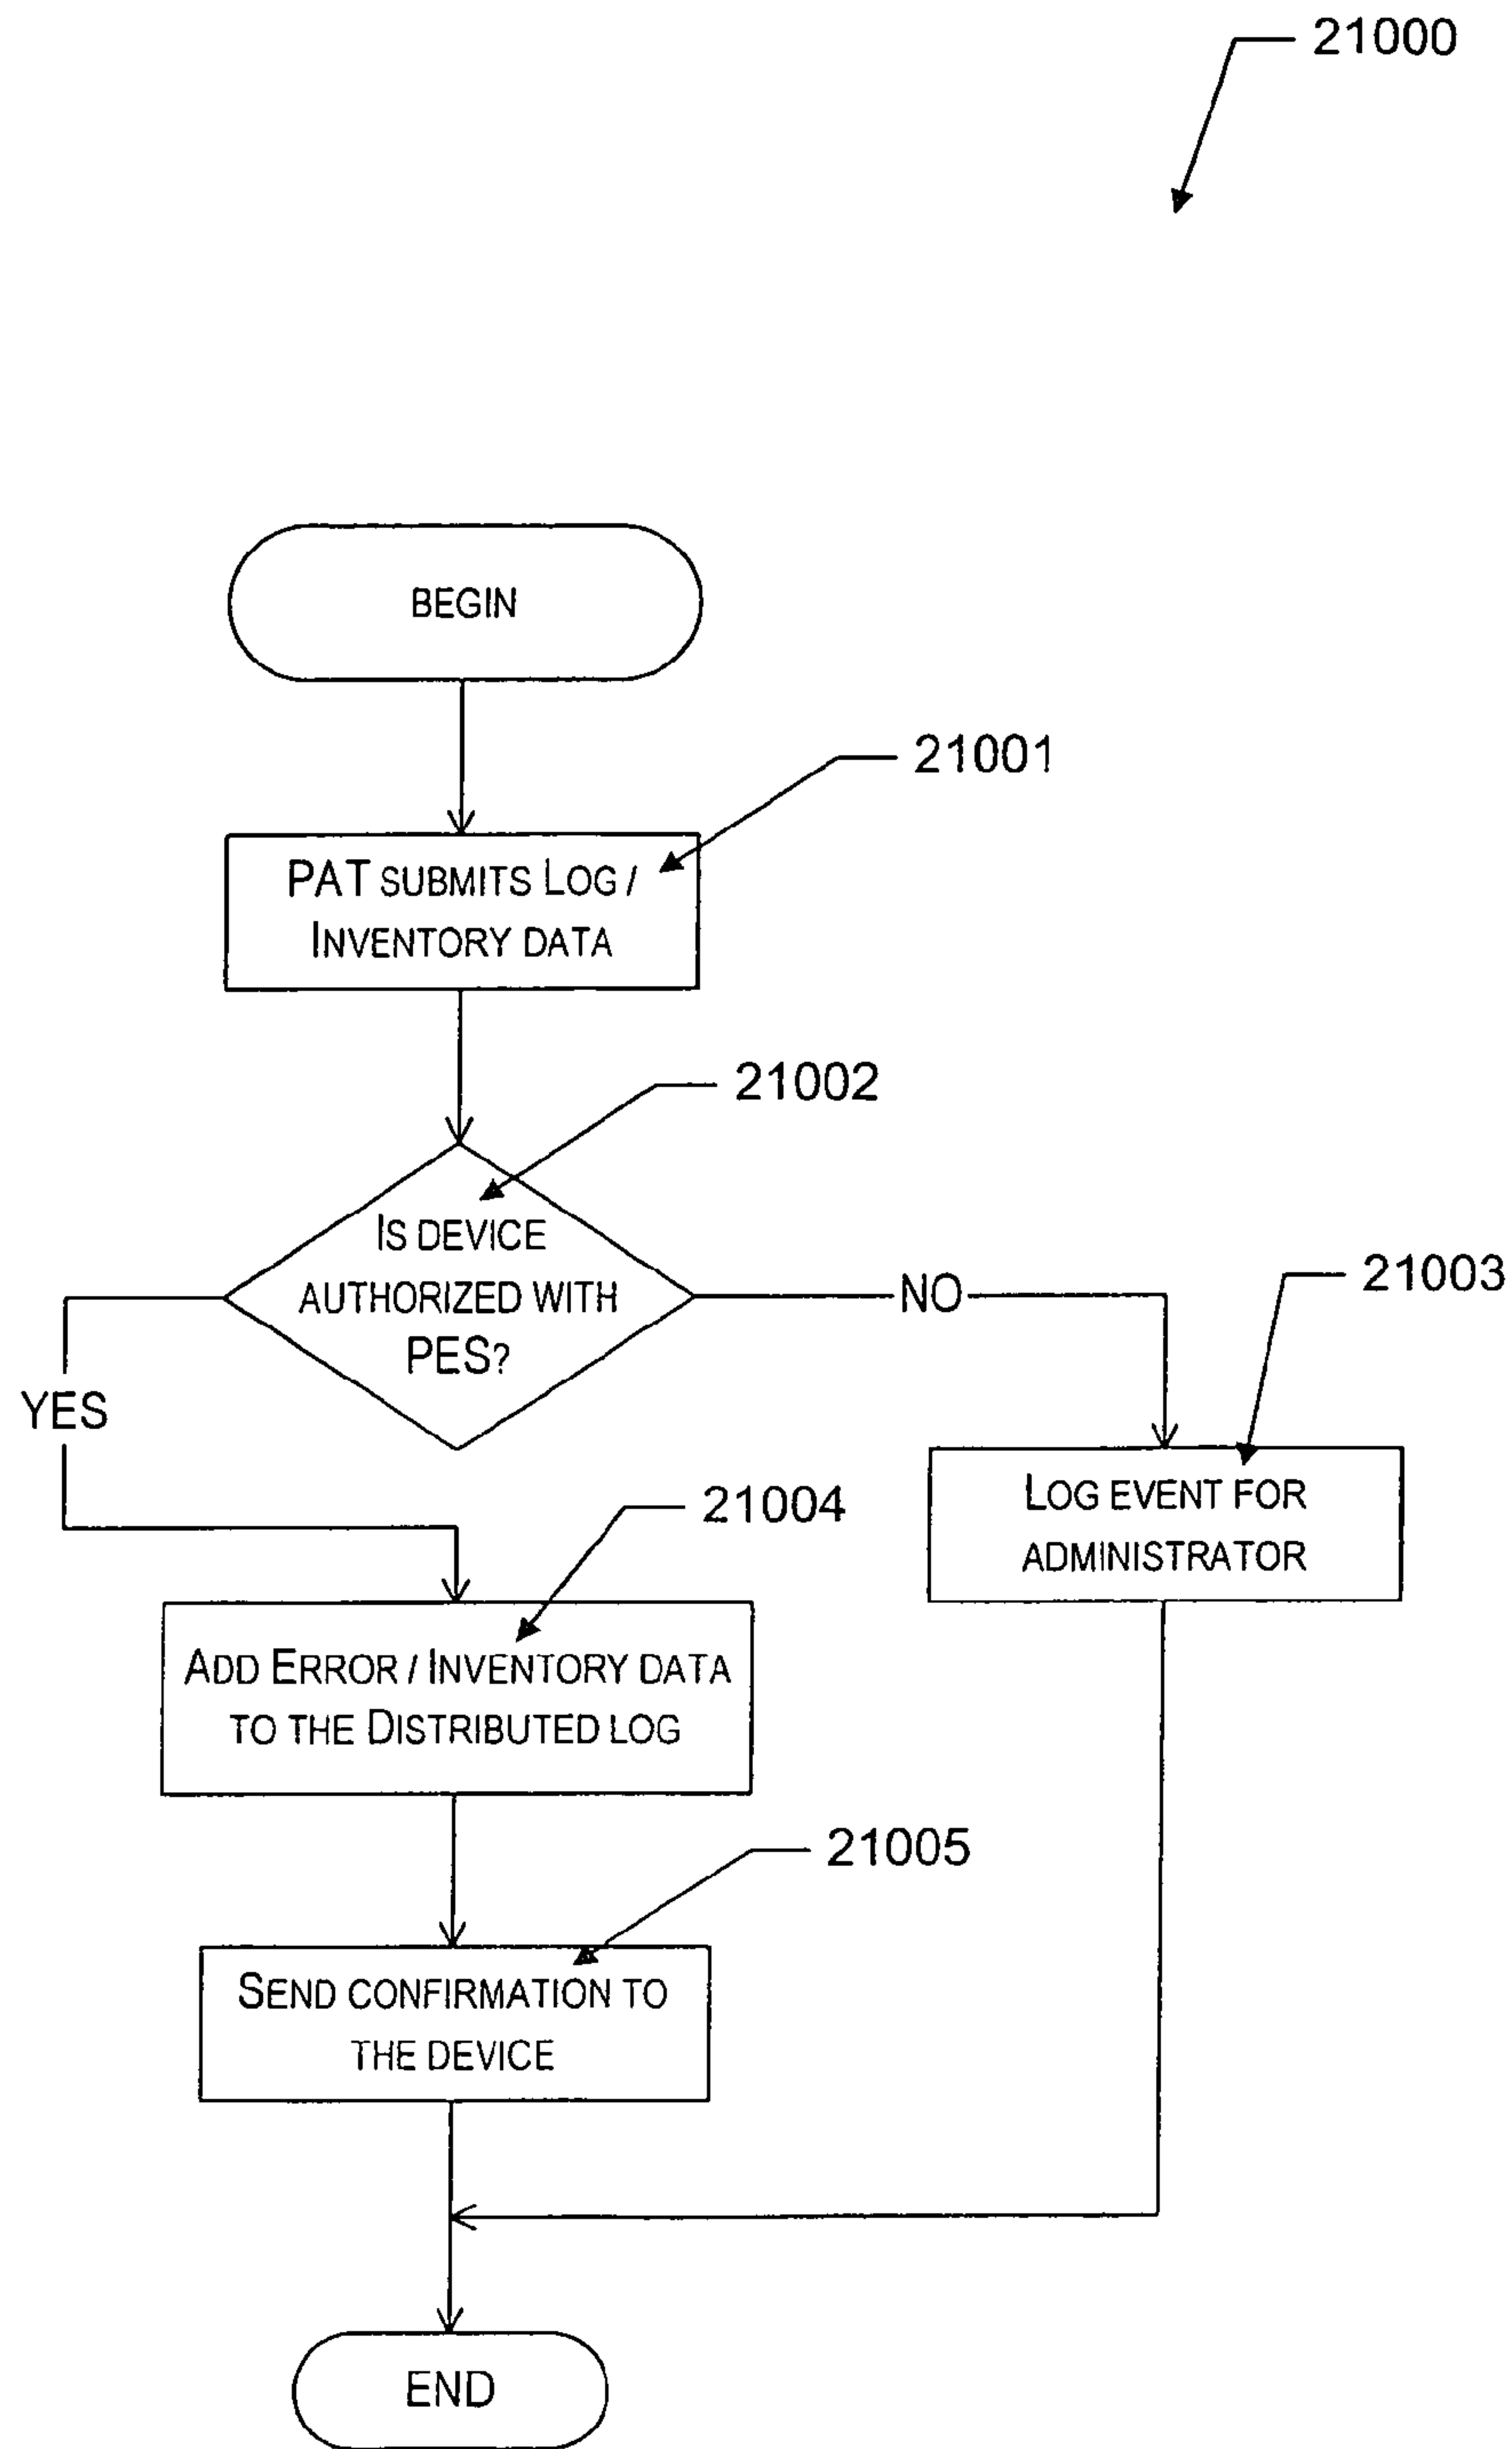 21000
BEGIN
21001
PAT SUBMITS LOG /
INVENTORY DATA
21002
IS DEVICE
AUTHORIZED WITH
PES?
NO
21003
YES
LOG EVENT FOR
ADMINISTRATOR
21004
ADD ERROR / INVENTORY DATA
TO THE DISTRIBUTED LOG
21005
SEND CONFIRMATION TO
THE DEVICE
END